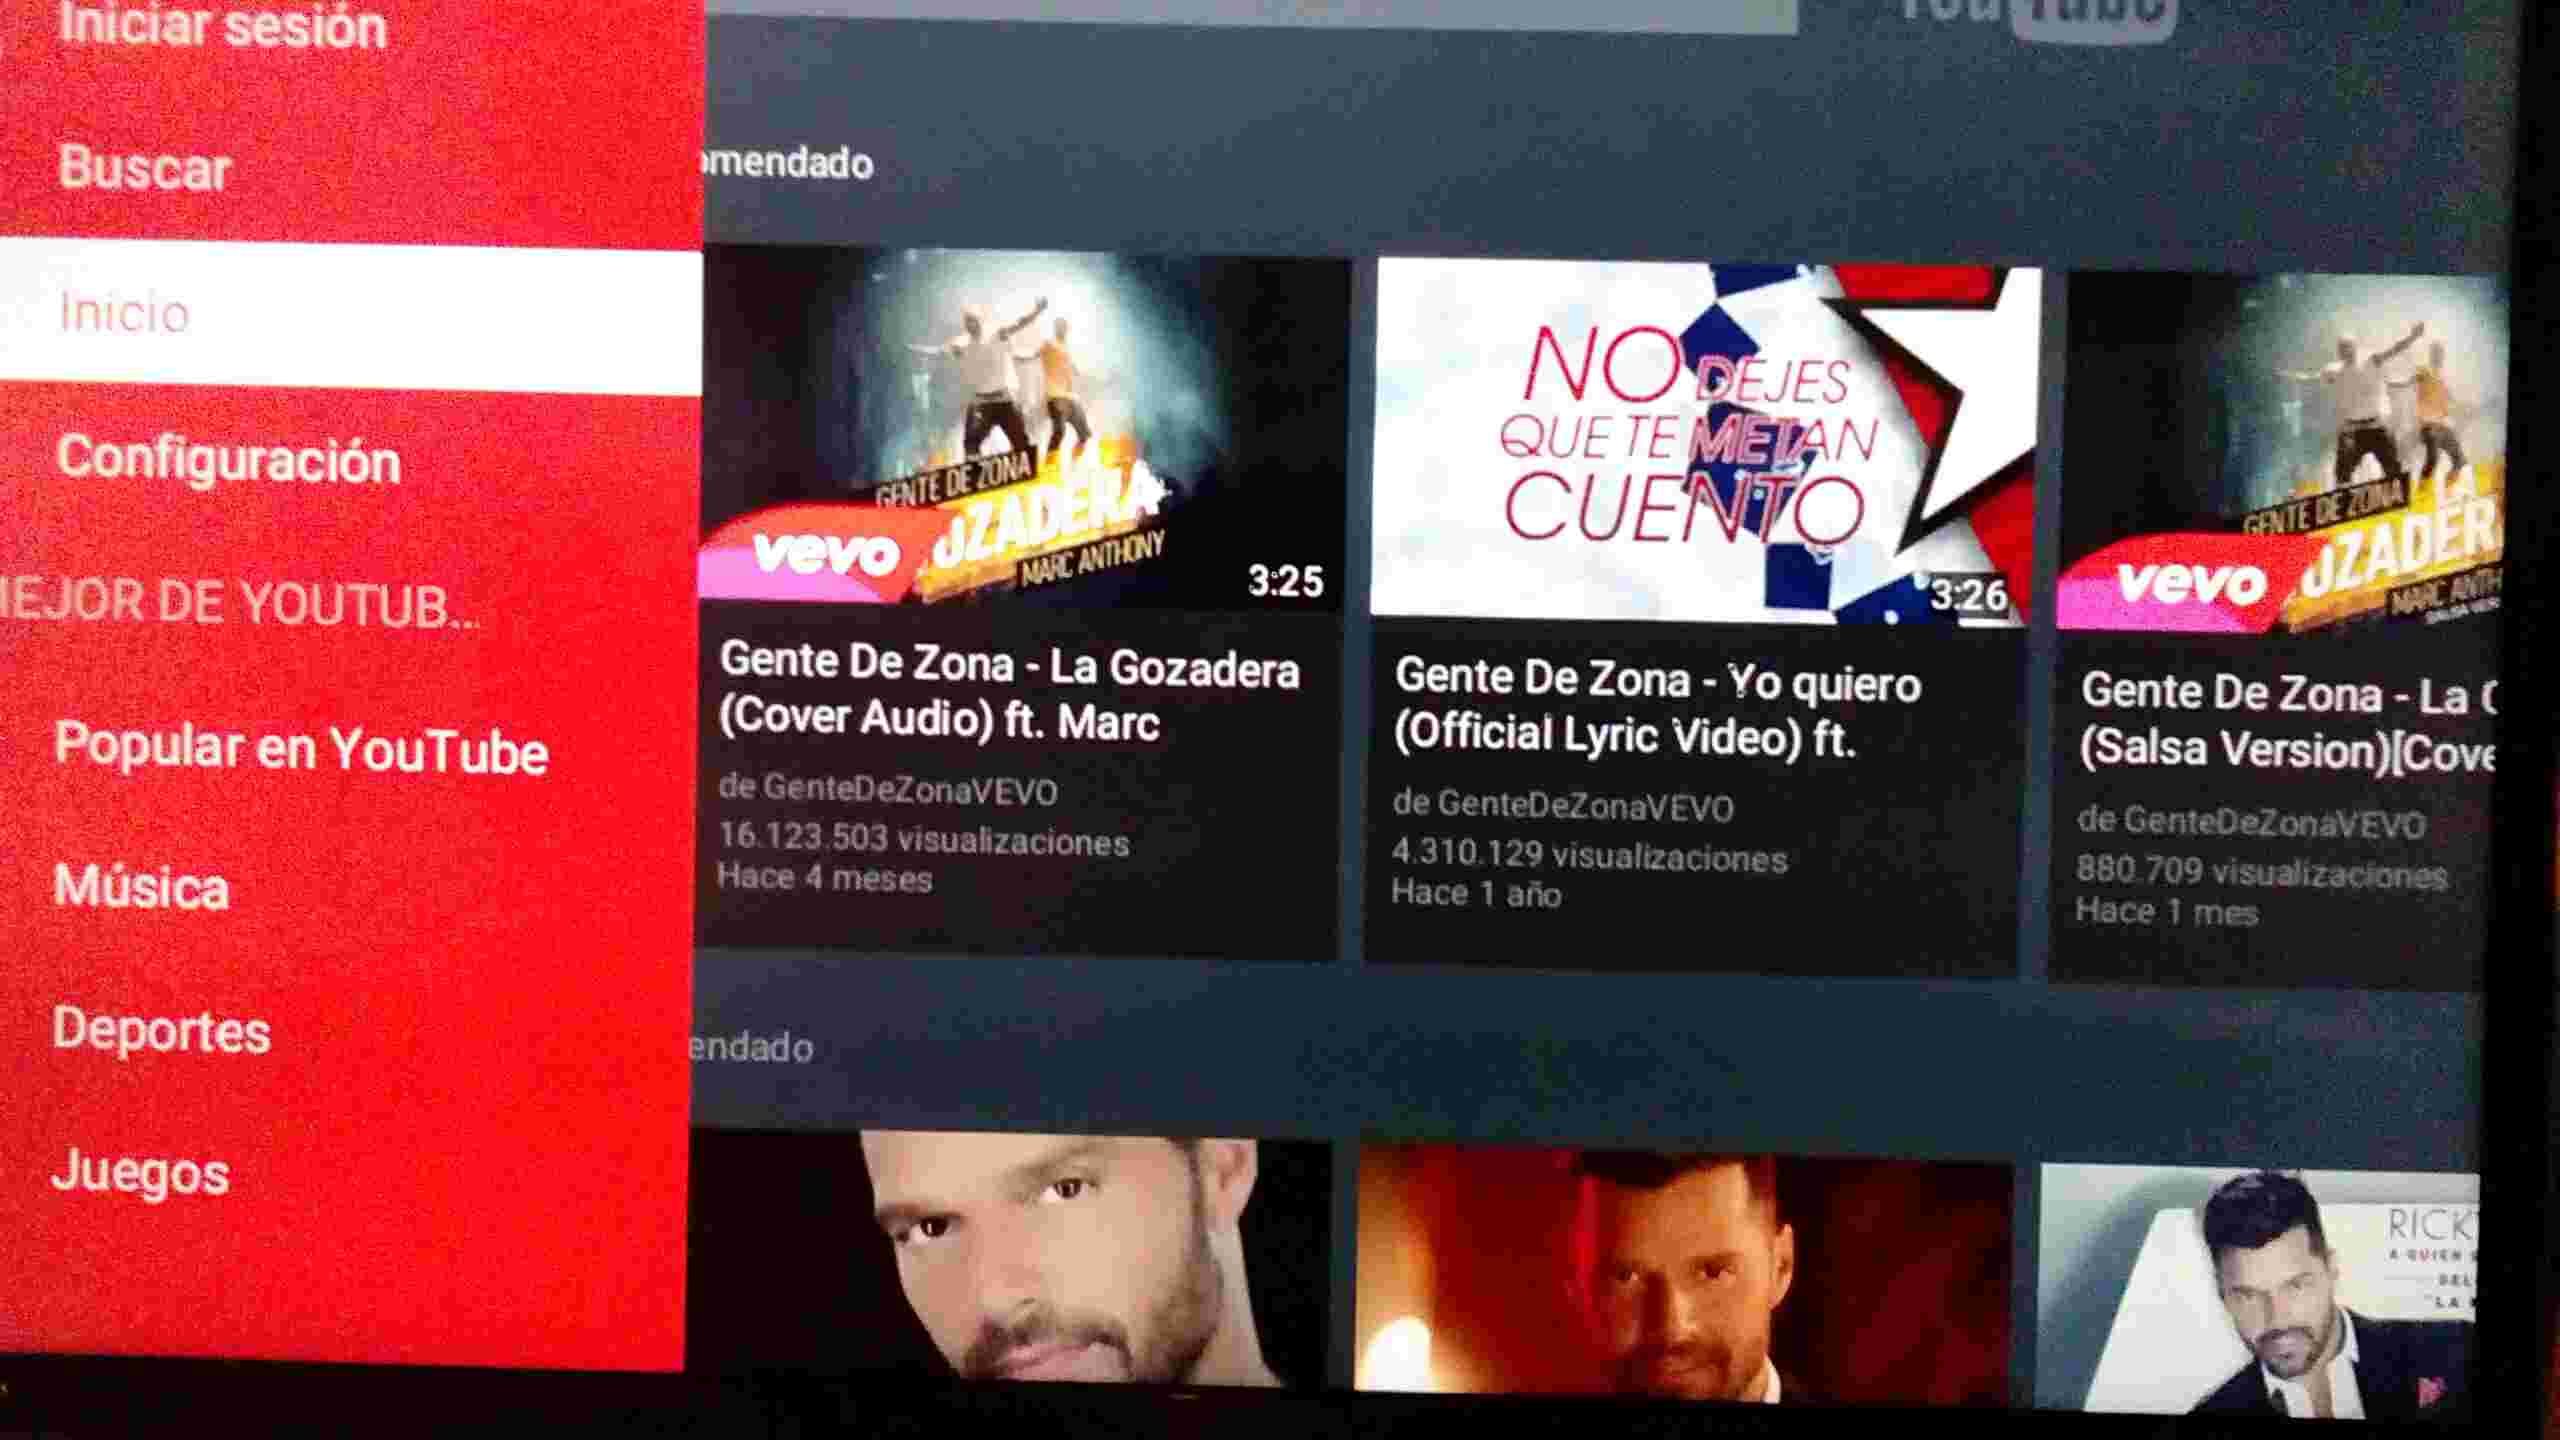 Iniciar sesión
YouTube
Buscar
omendado
Inicio
Configuración
MEJOR DE YOUTUB...
Popular en YouTube
Música
Deportes
Juegos
GENTE DE ZONA
LA
JZADERA
MARC ANTHONY
vevo
3:25
Gente De Zona - La Gozadera
(Cover Audio) ft. Marc
de GenteDeZonaVEVO
16.123.503 visualizaciones
Hace 4 meses
NO DEJES
QUE TE METAN
CUENTO
3:26
Gente De Zona - Yo quiero
(Official Lyric Video) ft.
de GenteDeZonaVEVO
4.310.129 visualizaciones
Hace 1 año
GENTE DE ZONA
LA
JZADER
MARC ANTH
vevo
Gente De Zona - La G
(Salsa Version)[Cove
de GenteDeZonaVEVO
880.709 visualizaciones
Hace 1 mes
endado
RICK
A QUIEN
DEL
"LA